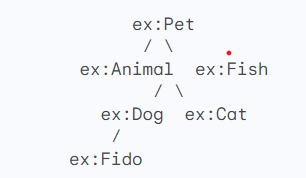 ex:Pet
/ \
ex:Animal ex:Fish
/ \
ex:Dog ex:Cat
/
ex:Fido